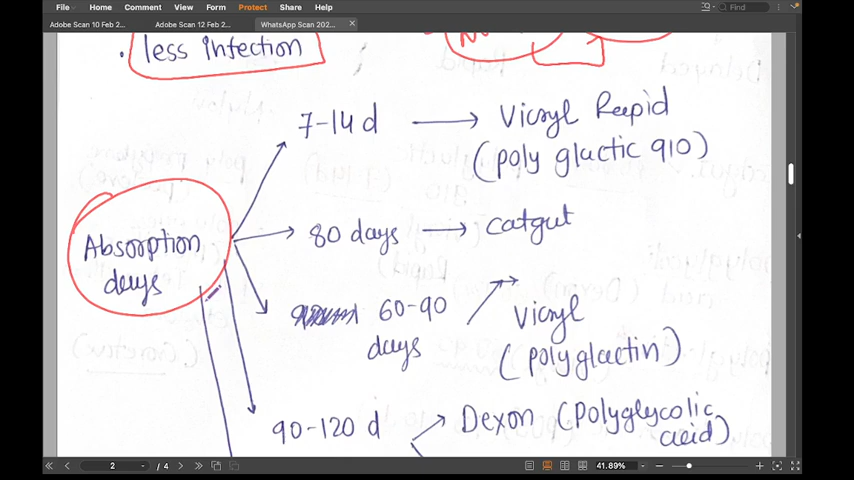 File Home Comment View Form Protect Share Help Find
Adobe Scan 10 Feb 2... Adobe Scan 12 Feb 2... WhatsApp Scan 202... ×
. less infection
7-14 d → Vicryl Rapid
(poly glactic 910)
Absorption
days
80 days → catgut
60-90
days
Vicryl
(polyglactin)
90-120 d
Dexon (Polyglycolic
acid)
2 / 4 41.89%